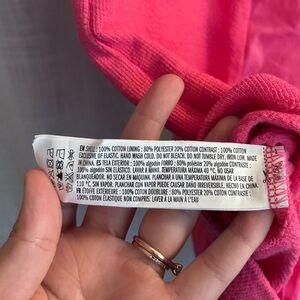 EN SHELL : 100% COTTON LINING : 80% POLYESTER 20% COTTON CONTRAST : 100% COTTON
EXCLUSIVE OF ELASTIC. HAND WASH COLD. DO NOT BLEACH. DO NOT TUMBLE DRY. IRON LOW. MADE
IN CHINA. ES TELA EXTERIOR : 100% ALGODÓN FORRO : 80% POLIÉSTER 20% ALGODÓN CONTRASTE :
100% ALGODÓN SIN ELÁSTICO. LAVAR A MANO. TEMPERATURA MÁXIMA 40 °C. NO USAR
BLANQUEADOR. NO SECAR EN MÁQUINA. PLANCHAR A UNA TEMPERATURA MÁXIMA DE LA BASE DE
110 °C, SIN VAPOR. PLANCHAR CON VAPOR PUEDE CAUSAR DAÑO IRREVERSIBLE. HECHO EN CHINA.
FR EXTÉRIEUR : 100% COTON DOUBLURE : 80% POLYESTER 20% COTON CONTRASTE : 100%
COTON ÉLASTIQUE NON COMPRIS. LAVER À LA MAIN À L'EAU